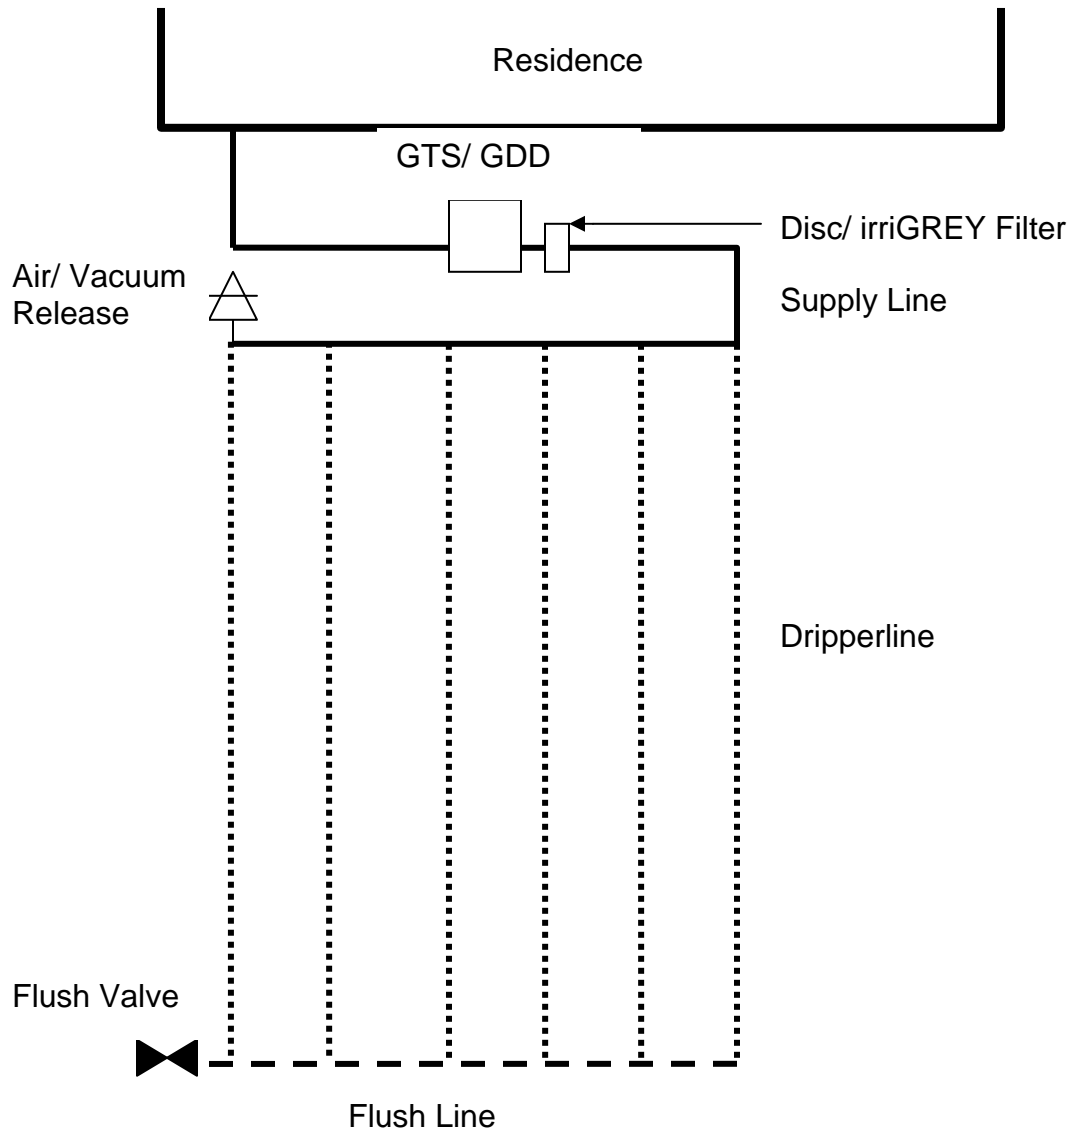 Residence
GTS/ GDD
Disc/ irriGREY Filter
Air/ Vacuum
Release
Supply Line
Dripperline
Flush Valve
Flush Line